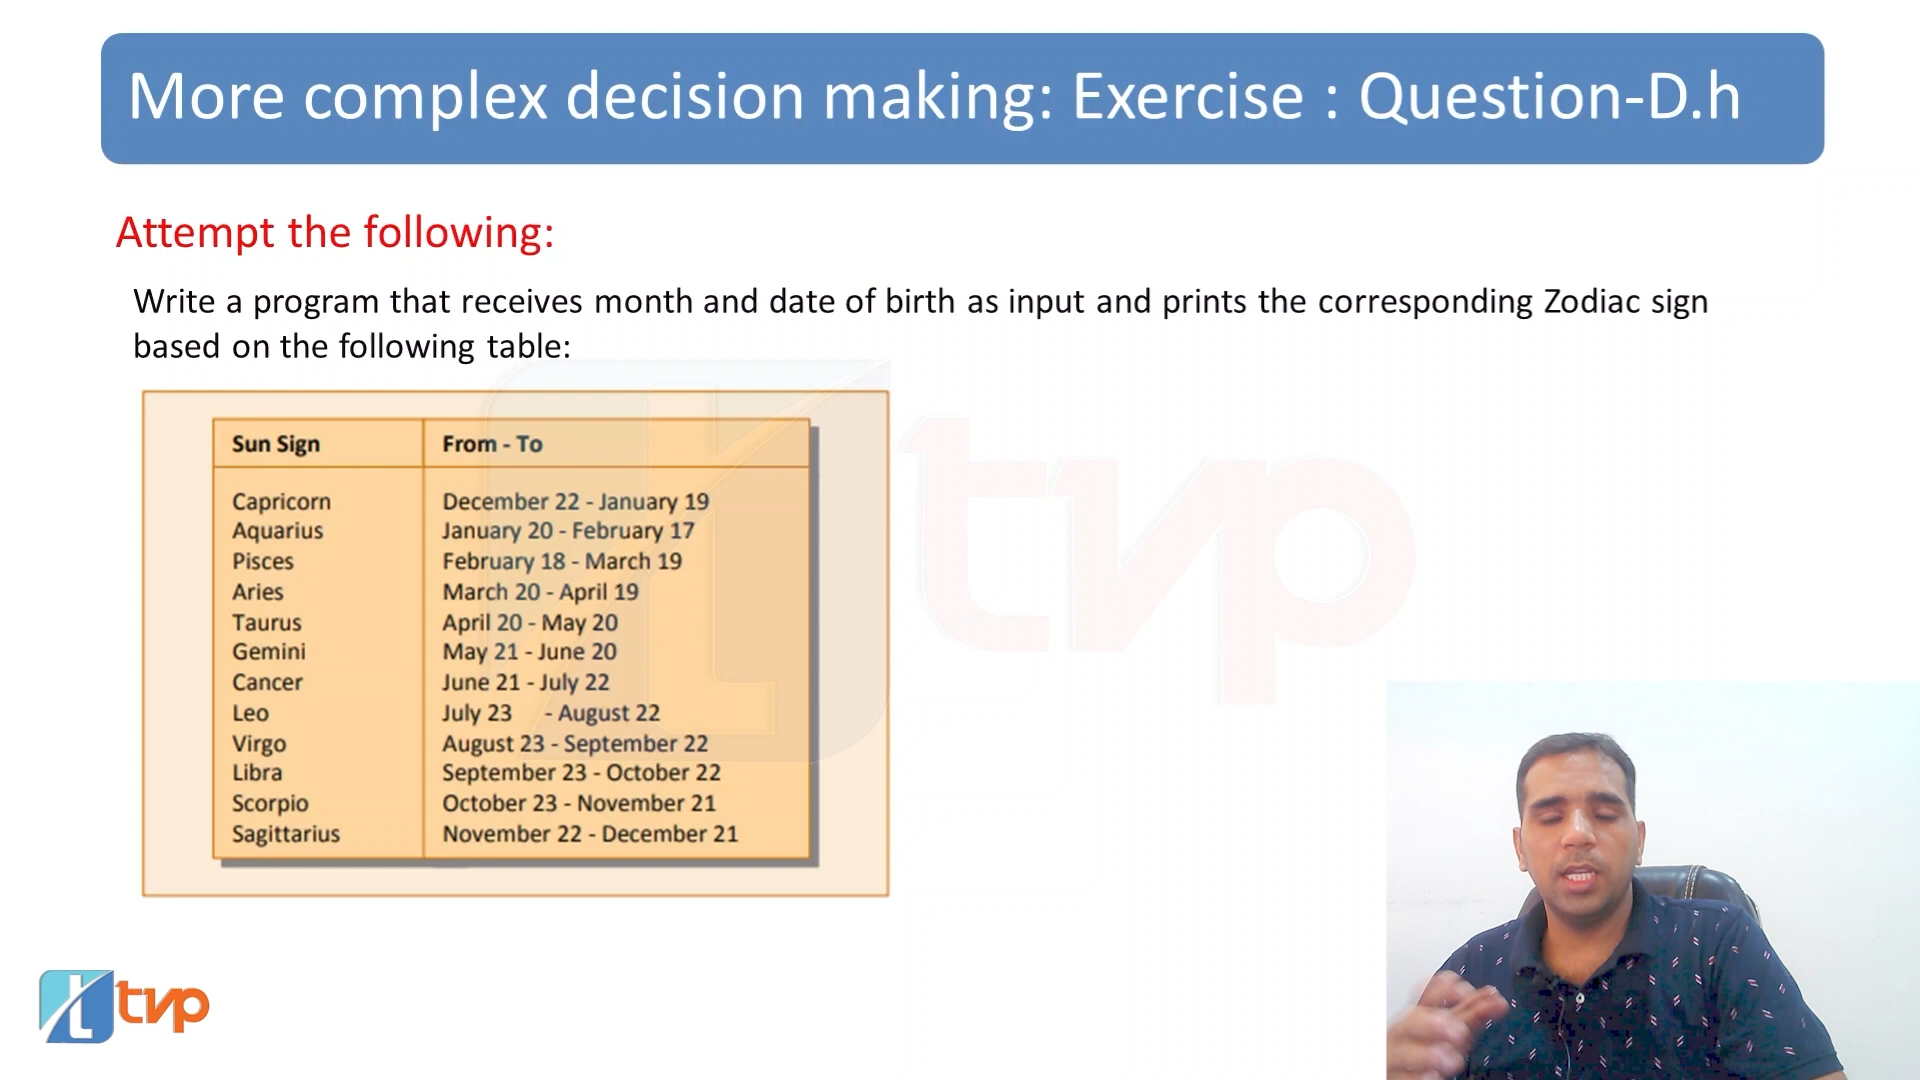 More complex decision making: Exercise : Question-D.h
Attempt the following:
Write a program that receives month and date of birth as input and prints the corresponding Zodiac sign
based on the following table:
Sun Sign From - To
Capricorn December 22 - January 19
Aquarius January 20 - February 17
Pisces February 18 - March 19
Aries March 20 - April 19
Taurus April 20 - May 20
Gemini May 21 - June 20
Cancer June 21 - July 22
Leo July 23 - August 22
Virgo August 23 - September 22
Libra September 23 - October 22
Scorpio October 23 - November 21
Sagittarius November 22 - December 21
tvp
t tvp